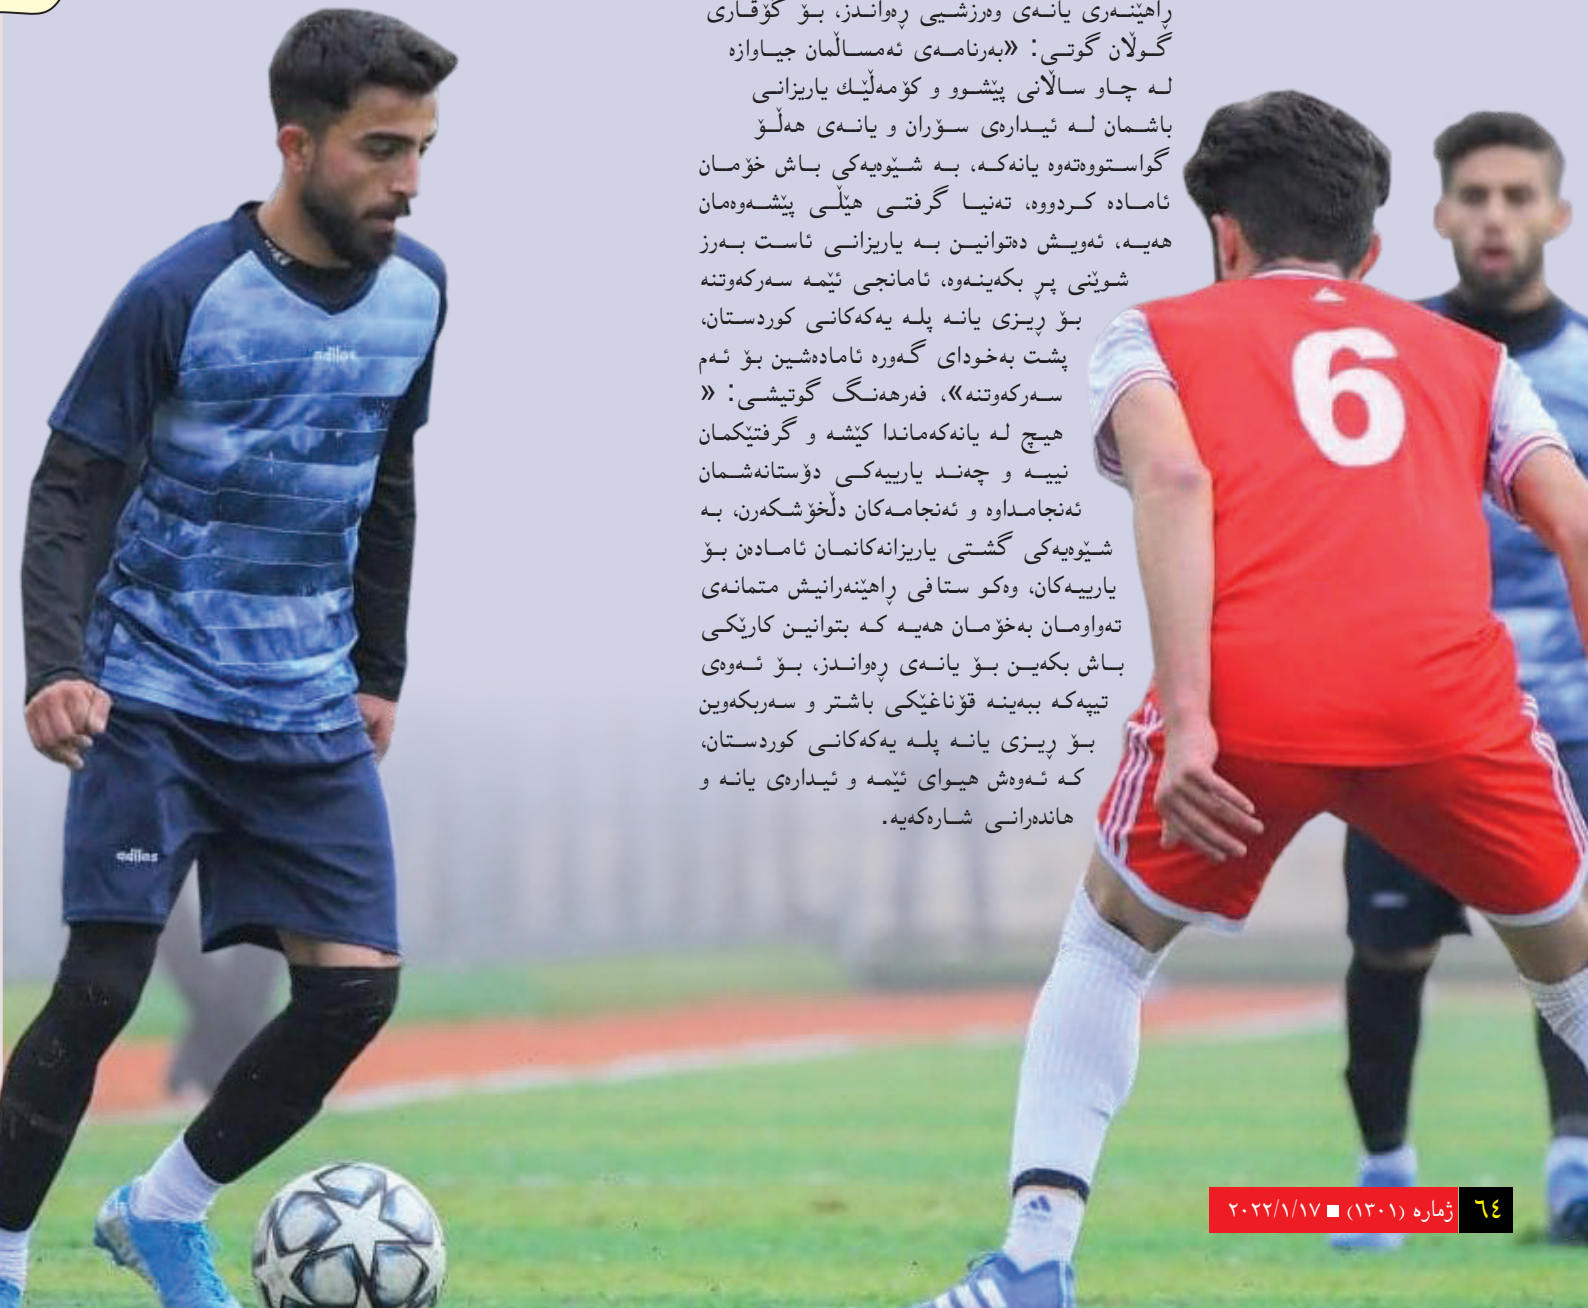 ڕاهێنەری یانەی وەرزشیی ڕەواندز، بۆ گۆڤاری
گوڵان گوتی: «بەرنامەی ئەمساڵمان جیاوازە
لە چاو ساڵانی پێشوو و کۆمەڵێک یاریزانی
باشمان لە ئیدارەی سۆران و یانەی هەڵۆ
گواستووەتەوە یانەکە، بە شێوەیەکی باش خۆمان
ئامادە کردووە، تەنیا گرفتی هێڵی پێشەوەمان
هەیە، ئەویش دەتوانین بە یاریزانی ئاست بەرز
شوێنی پڕ بکەینەوە، ئامانجی ئێمە سەرکەوتنە
بۆ ڕیزی یانە پلە یەکەکانی کوردستان،
پشت بەخودای گەورە ئامادەشین بۆ ئەم
سەرکەوتنە»، فەرهەنگ گوتیشی: «
هیچ لە یانەکەماندا کێشە و گرفتێکمان
نییە و چەند یارییەکی دۆستانەشمان
ئەنجامداوە و ئەنجامەکان دڵخۆشکەرن، بە
شێوەیەکی گشتی یاریزانەکانمان ئامادەن بۆ
یارییەکان، وەکو ستافی ڕاهێنەرانیش متمانەی
تەواومان بەخۆمان هەیە کە بتوانین کارێکی
باش بکەین بۆ یانەی ڕەواندز، بۆ ئەوەی
تیپەکە ببەینە قۆناغێکی باشتر و سەربکەوین
بۆ ڕیزی یانە پلە یەکەکانی کوردستان،
کە ئەوەش هیوای ئێمە و ئیدارەی یانە و
هاندەرانی شارەکەیە.
adilas
adilas
6
٦٤ ژمارە (١٣٠١) ■ ٢٠٢٢/١/١٧